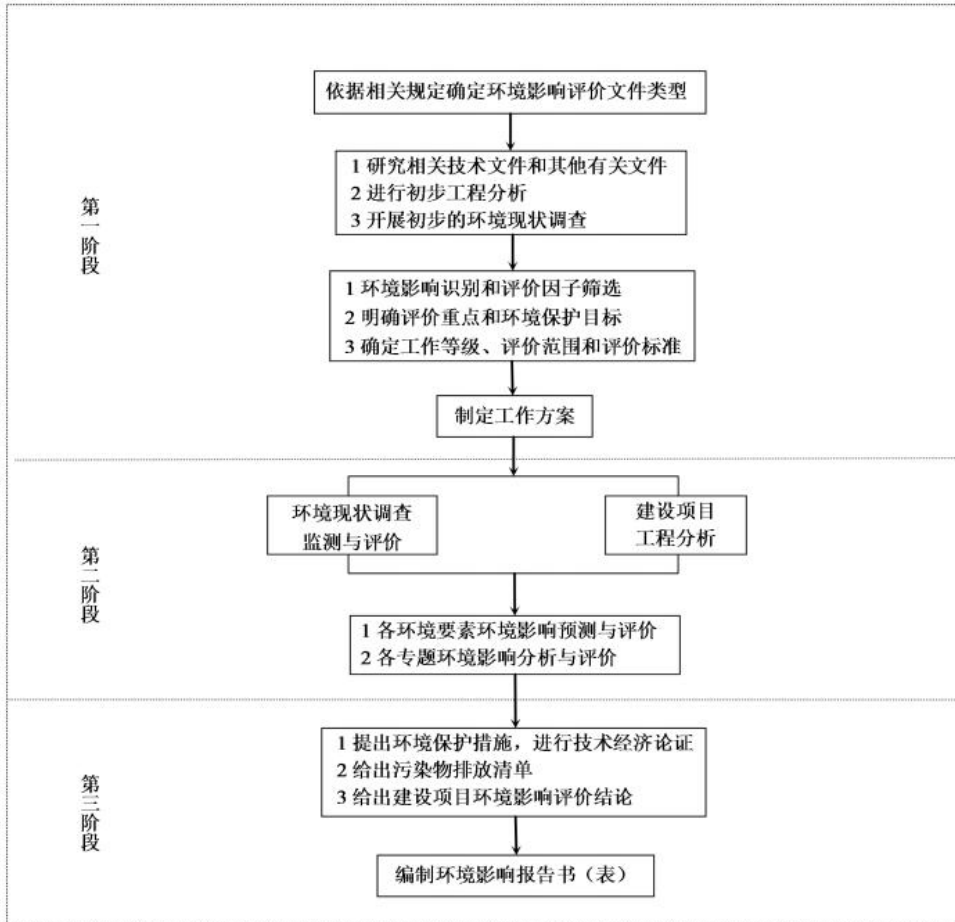 依据相关规定确定环境影响评价文件类型
1 研究相关技术文件和其他有关文件
2 进行初步工程分析
3 开展初步的环境现状调查
第一阶段
1 环境影响识别和评价因子筛选
2 明确评价重点和环境保护目标
3 确定工作等级、评价范围和评价标准
制定工作方案
环境现状调查
监测与评价
建设项目
工程分析
第二阶段
1 各环境要素环境影响预测与评价
2 各专题环境影响分析与评价
1 提出环境保护措施，进行技术经济论证
2 给出污染物排放清单
3 给出建设项目环境影响评价结论
第三阶段
编制环境影响报告书（表）